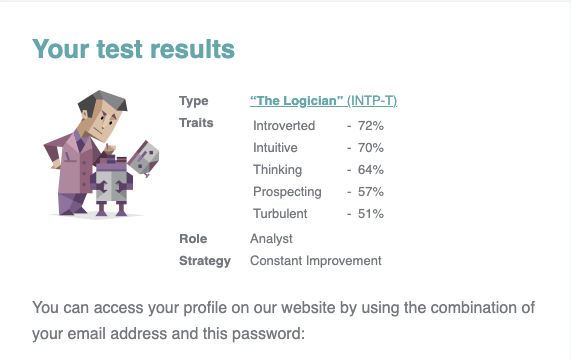 Your test results
Type “The Logician” (INTP-T)
Traits
Introverted - 72%
Intuitive - 70%
Thinking - 64%
Prospecting - 57%
Turbulent - 51%
Role Analyst
Strategy Constant Improvement
You can access your profile on our website by using the combination of
your email address and this password: